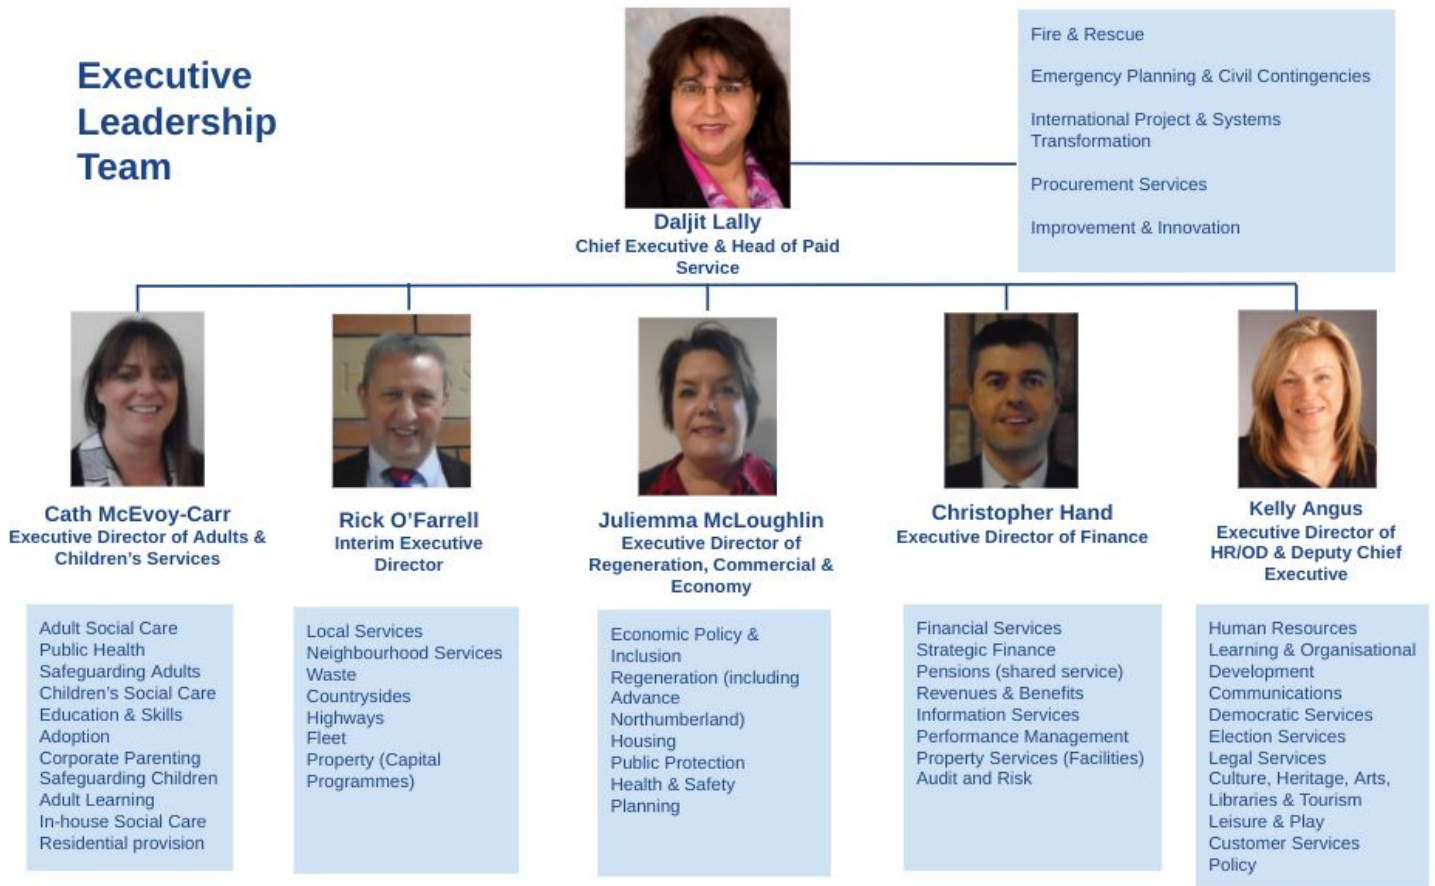 Executive
Leadership
Team
Fire & Rescue
Emergency Planning & Civil Contingencies
International Project & Systems
Transformation
Procurement Services
Improvement & Innovation
Daljit Lally
Chief Executive & Head of Paid
Service
Cath McEvoy-Carr
Executive Director of Adults &
Children's Services
Rick O'Farrell
Interim Executive
Director
Juliemma McLoughlin
Executive Director of
Regeneration, Commercial &
Economy
Christopher Hand
Executive Director of Finance
Kelly Angus
Executive Director of
HR/OD & Deputy Chief
Executive
Adult Social Care
Public Health
Safeguarding Adults
Children's Social Care
Education & Skills
Adoption
Corporate Parenting
Safeguarding Children
Adult Learning
In-house Social Care
Residential provision
Local Services
Neighbourhood Services
Waste
Countrysides
Highways
Fleet
Property (Capital
Programmes)
Economic Policy &
Inclusion
Regeneration (including
Advance
Northumberland)
Housing
Public Protection
Health & Safety
Planning
Financial Services
Strategic Finance
Pensions (shared service)
Revenues & Benefits
Information Services
Performance Management
Property Services (Facilities)
Audit and Risk
Human Resources
Learning & Organisational
Development
Communications
Democratic Services
Election Services
Legal Services
Culture, Heritage, Arts,
Libraries & Tourism
Leisure & Play
Customer Services
Policy